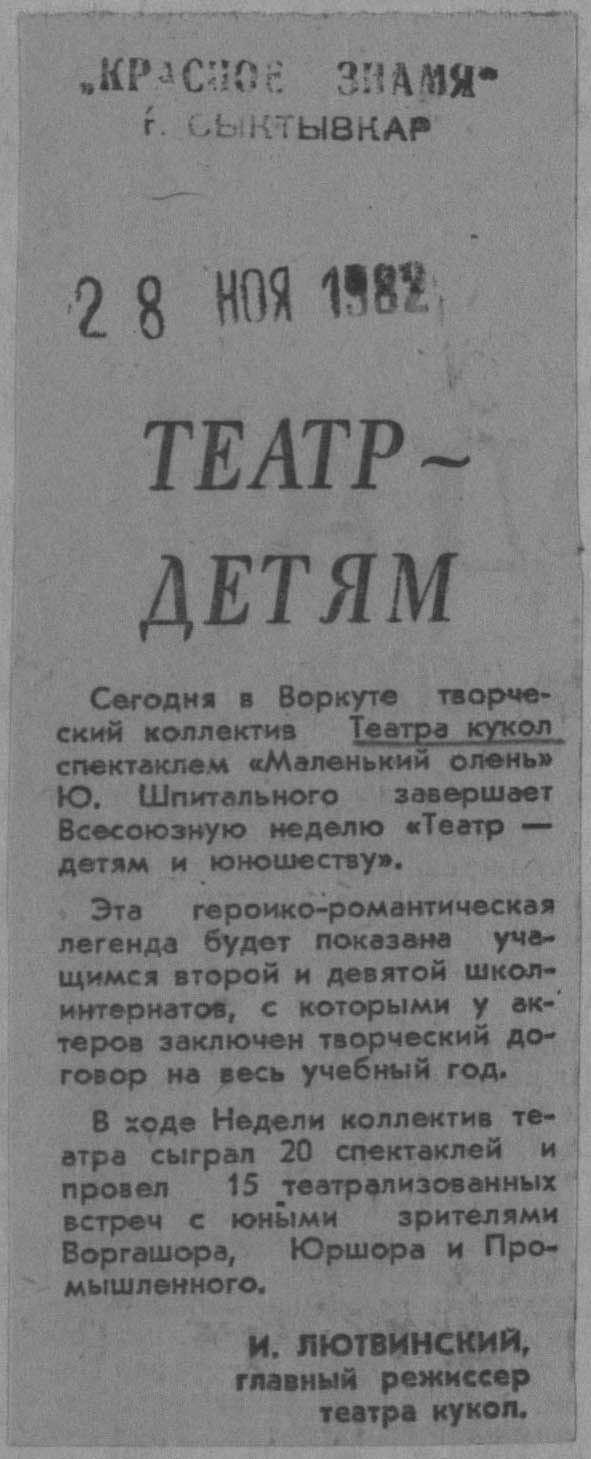 „КРАСНОЕ ЗНАМЯ"
г. СЫКТЫВКАР
28 НОЯ 1982
ТЕАТР ~
ДЕТЯМ
Сегодня в Воркуте творче-
ский коллектив Театра кукол
спектаклем «Маленький олень»
Ю. Шпитального завершает
Всесоюзную неделю «Театр —
детям и юношеству».
Эта героико-романтическая
легенда будет показана уча-
щимся второй и девятой школ-
интернатов, с которыми у ак-
теров заключен творческий до-
говор на весь учебный год.
В ходе Недели коллектив те-
атра сыграл 20 спектаклей и
провел 15 театрализованных
встреч с юными зрителями
Воргашора, Юршора и Про-
мышленного.
И. ЛЮТВИНСКИЙ,
главный режиссер
театра кукол.